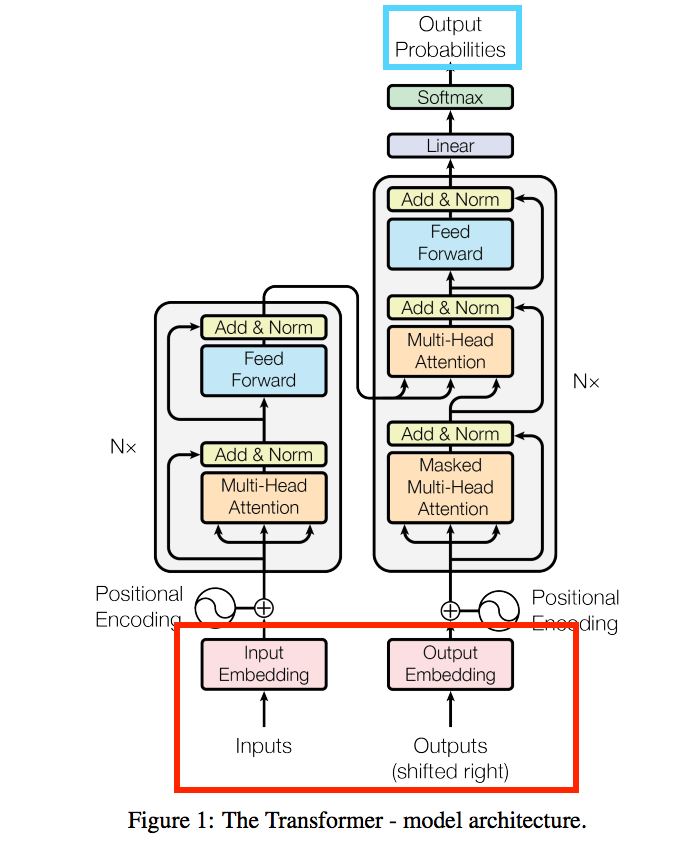 Output
Probabilities
Softmax
Linear
Add & Norm
Feed
Forward
Add & Norm
Multi-Head
Attention
Add & Norm
Masked
Multi-Head
Attention
Nx
Add & Norm
Feed
Forward
Add & Norm
Multi-Head
Attention
N×
Positional
Encoding
Positional
Encoding
Input
Embedding
Output
Embedding
Inputs
Outputs
(shifted right)
Figure 1: The Transformer - model architecture.